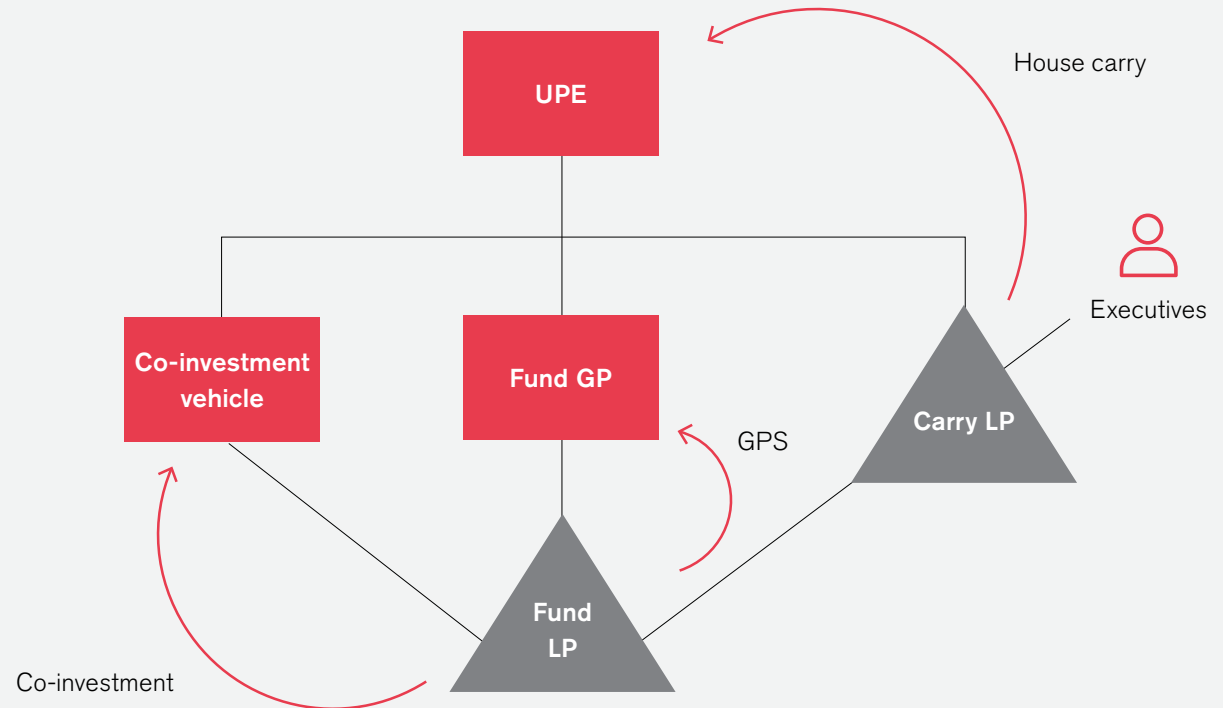 UPE
House carry
Executives
Co-investment
vehicle
Fund GP
GPS
Carry LP
Fund
LP
Co-investment